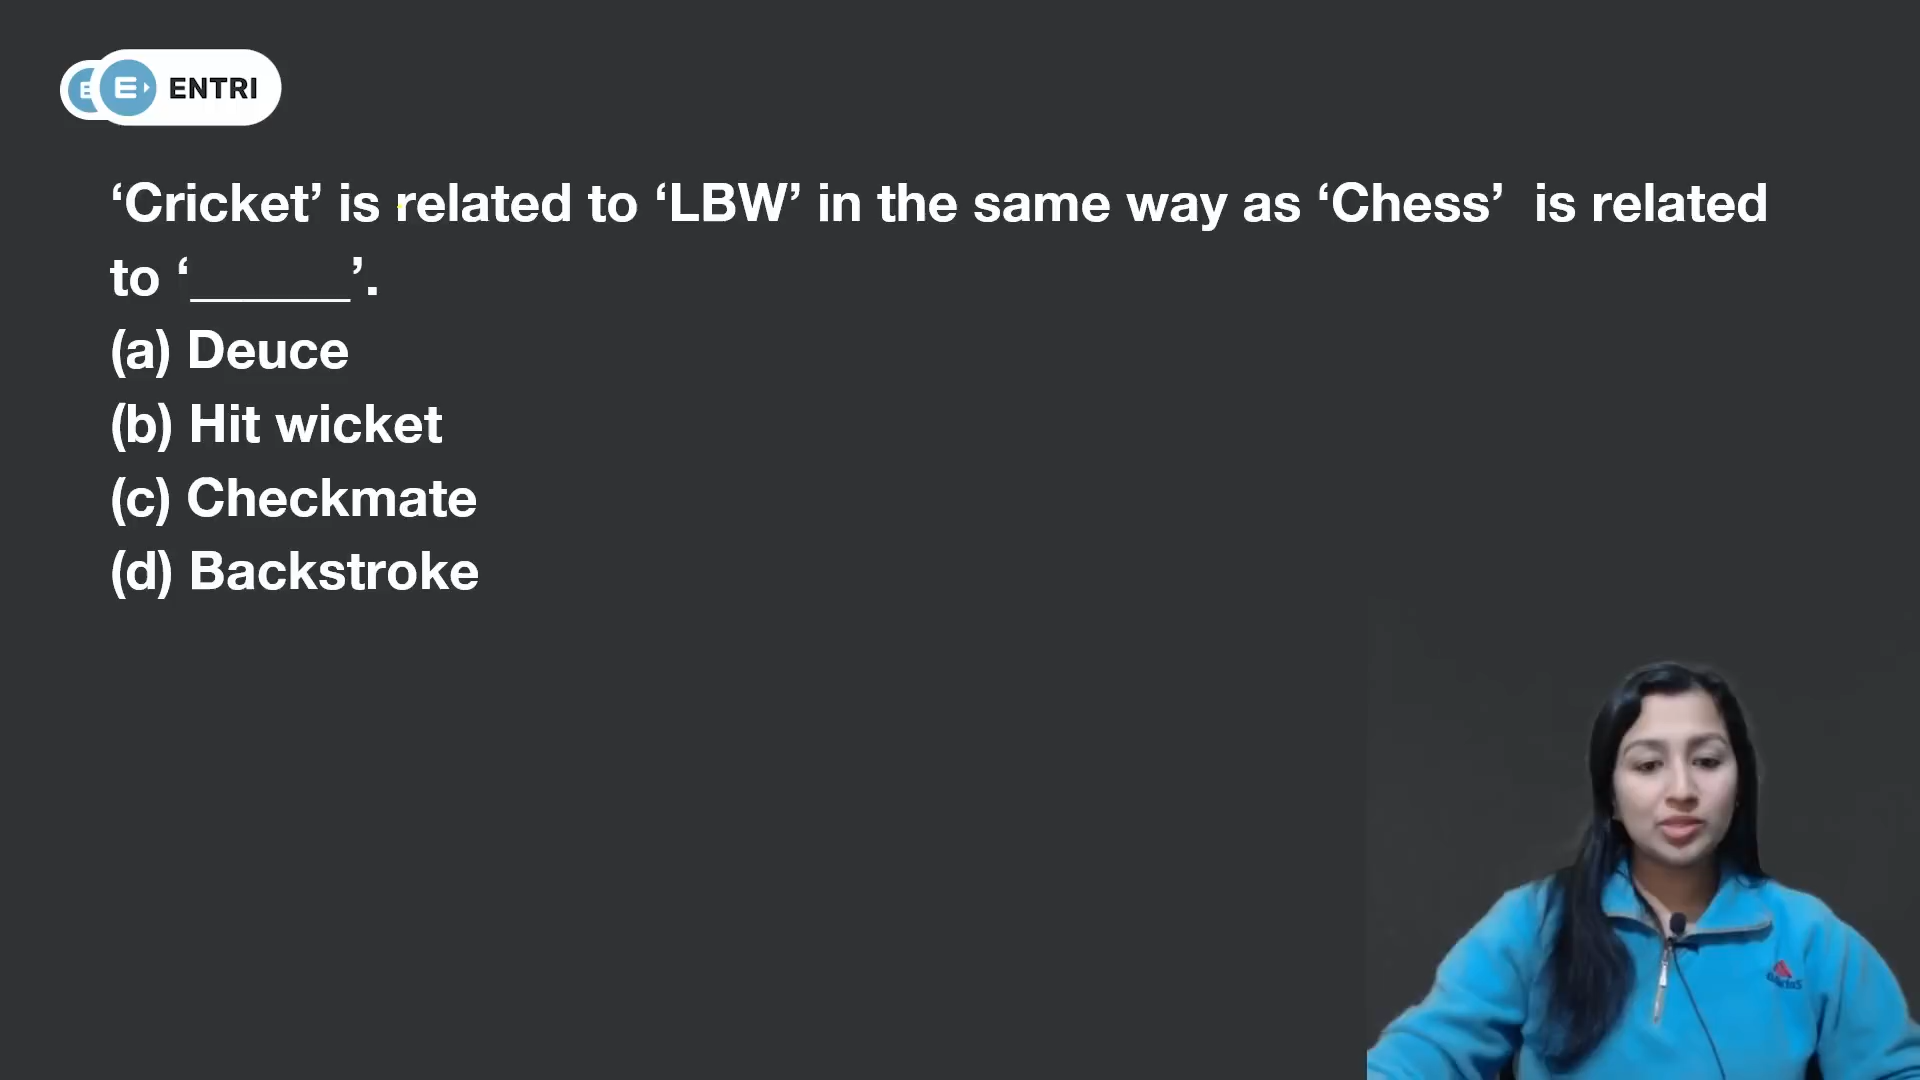 ENTRI
‘Cricket’ is related to ‘LBW’ in the same way as ‘Chess’ is related
to ‘______’.
(a) Deuce
(b) Hit wicket
(c) Checkmate
(d) Backstroke